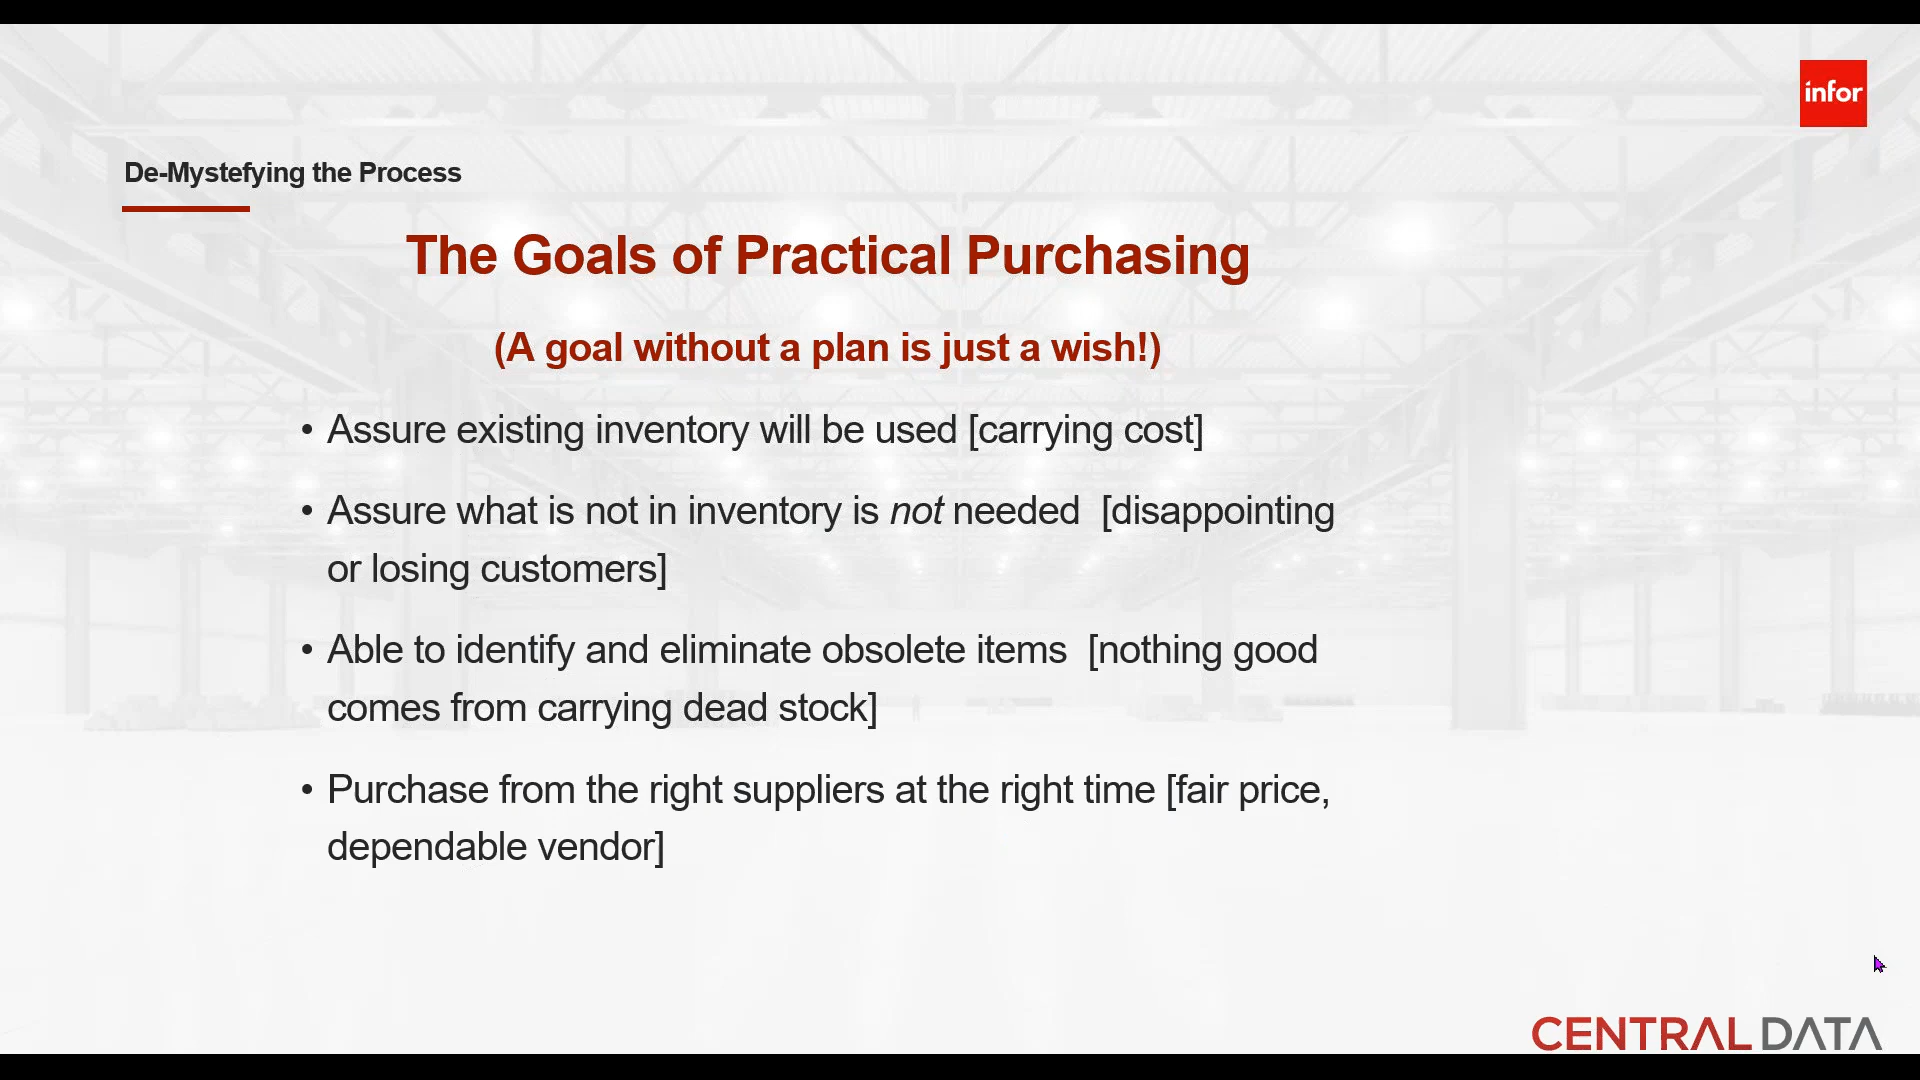 infor
De-Mystefying the Process
The Goals of Practical Purchasing
(A goal without a plan is just a wish!)
• Assure existing inventory will be used [carrying cost]
• Assure what is not in inventory is not needed  [disappointing
or losing customers]
• Able to identify and eliminate obsolete items  [nothing good
comes from carrying dead stock]
• Purchase from the right suppliers at the right time [fair price,
dependable vendor]
CENTRAL DATA